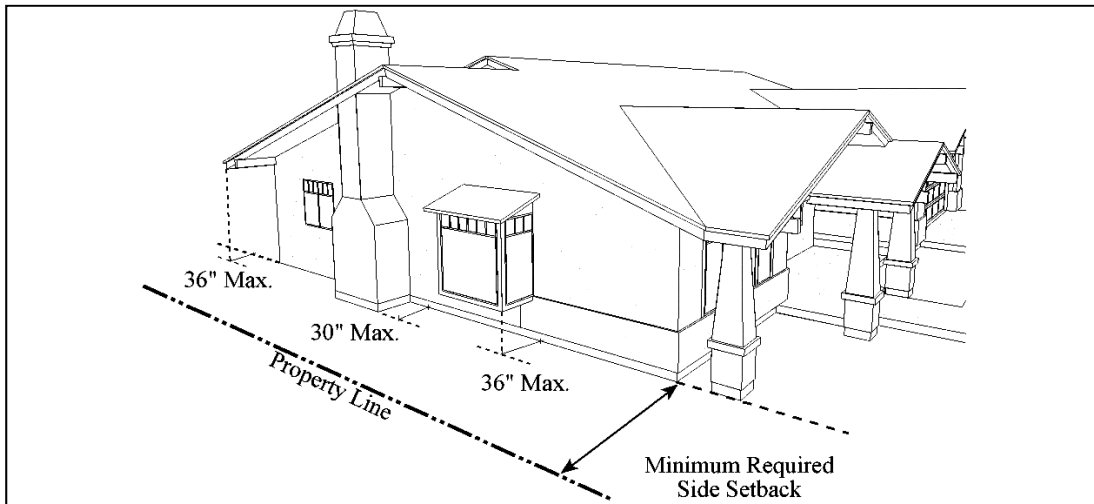 36" Max.
30" Max.
36" Max.
Property Line
Minimum Required
Side Setback